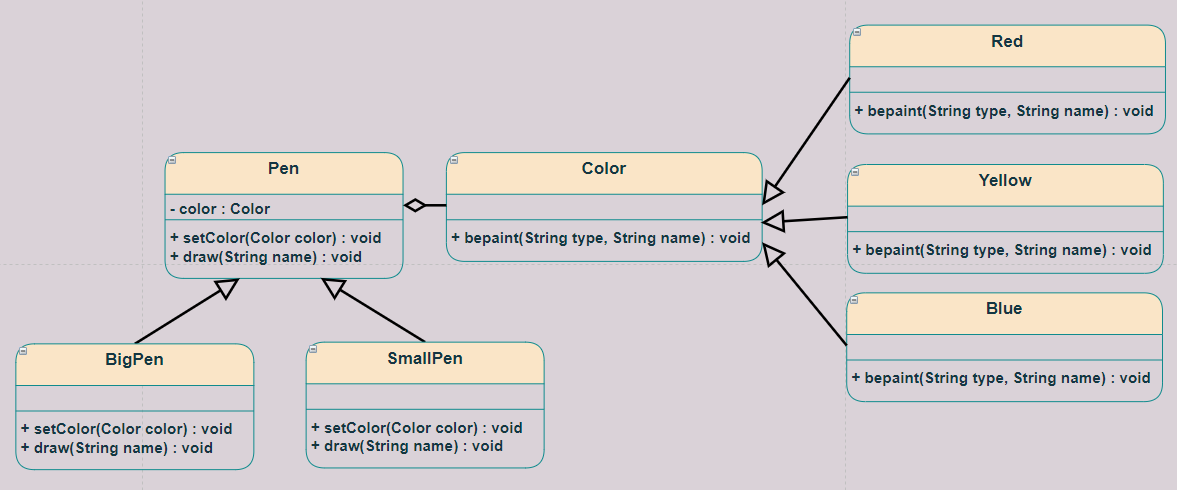 Pen
- color : Color
+ setColor(Color color) : void
+ draw(String name) : void
Color
+ bepaint(String type, String name) : void
Red
+ bepaint(String type, String name) : void
Yellow
+ bepaint(String type, String name) : void
Blue
+ bepaint(String type, String name) : void
BigPen
+ setColor(Color color) : void
+ draw(String name) : void
SmallPen
+ setColor(Color color) : void
+ draw(String name) : void